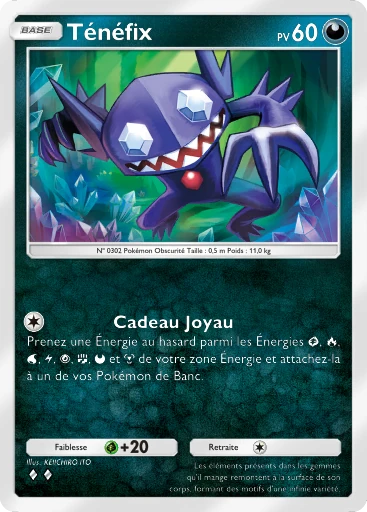 BASE
Ténéfix
PV 60
N° 0302 Pokémon Obscurité Taille : 0,5 m Poids : 11,0 kg
Cadeau Joyau
Prenez une Énergie au hasard parmi les Énergies , ,
, , , , et de votre zone Énergie et attachez-la
à un de vos Pokémon de Banc.
Faiblesse +20
Retraite
Illus. KEIICHIRO ITO
Les éléments présents dans les gemmes
qu'il mange remontent à la surface de son
corps, formant des motifs d'une infinie variété.